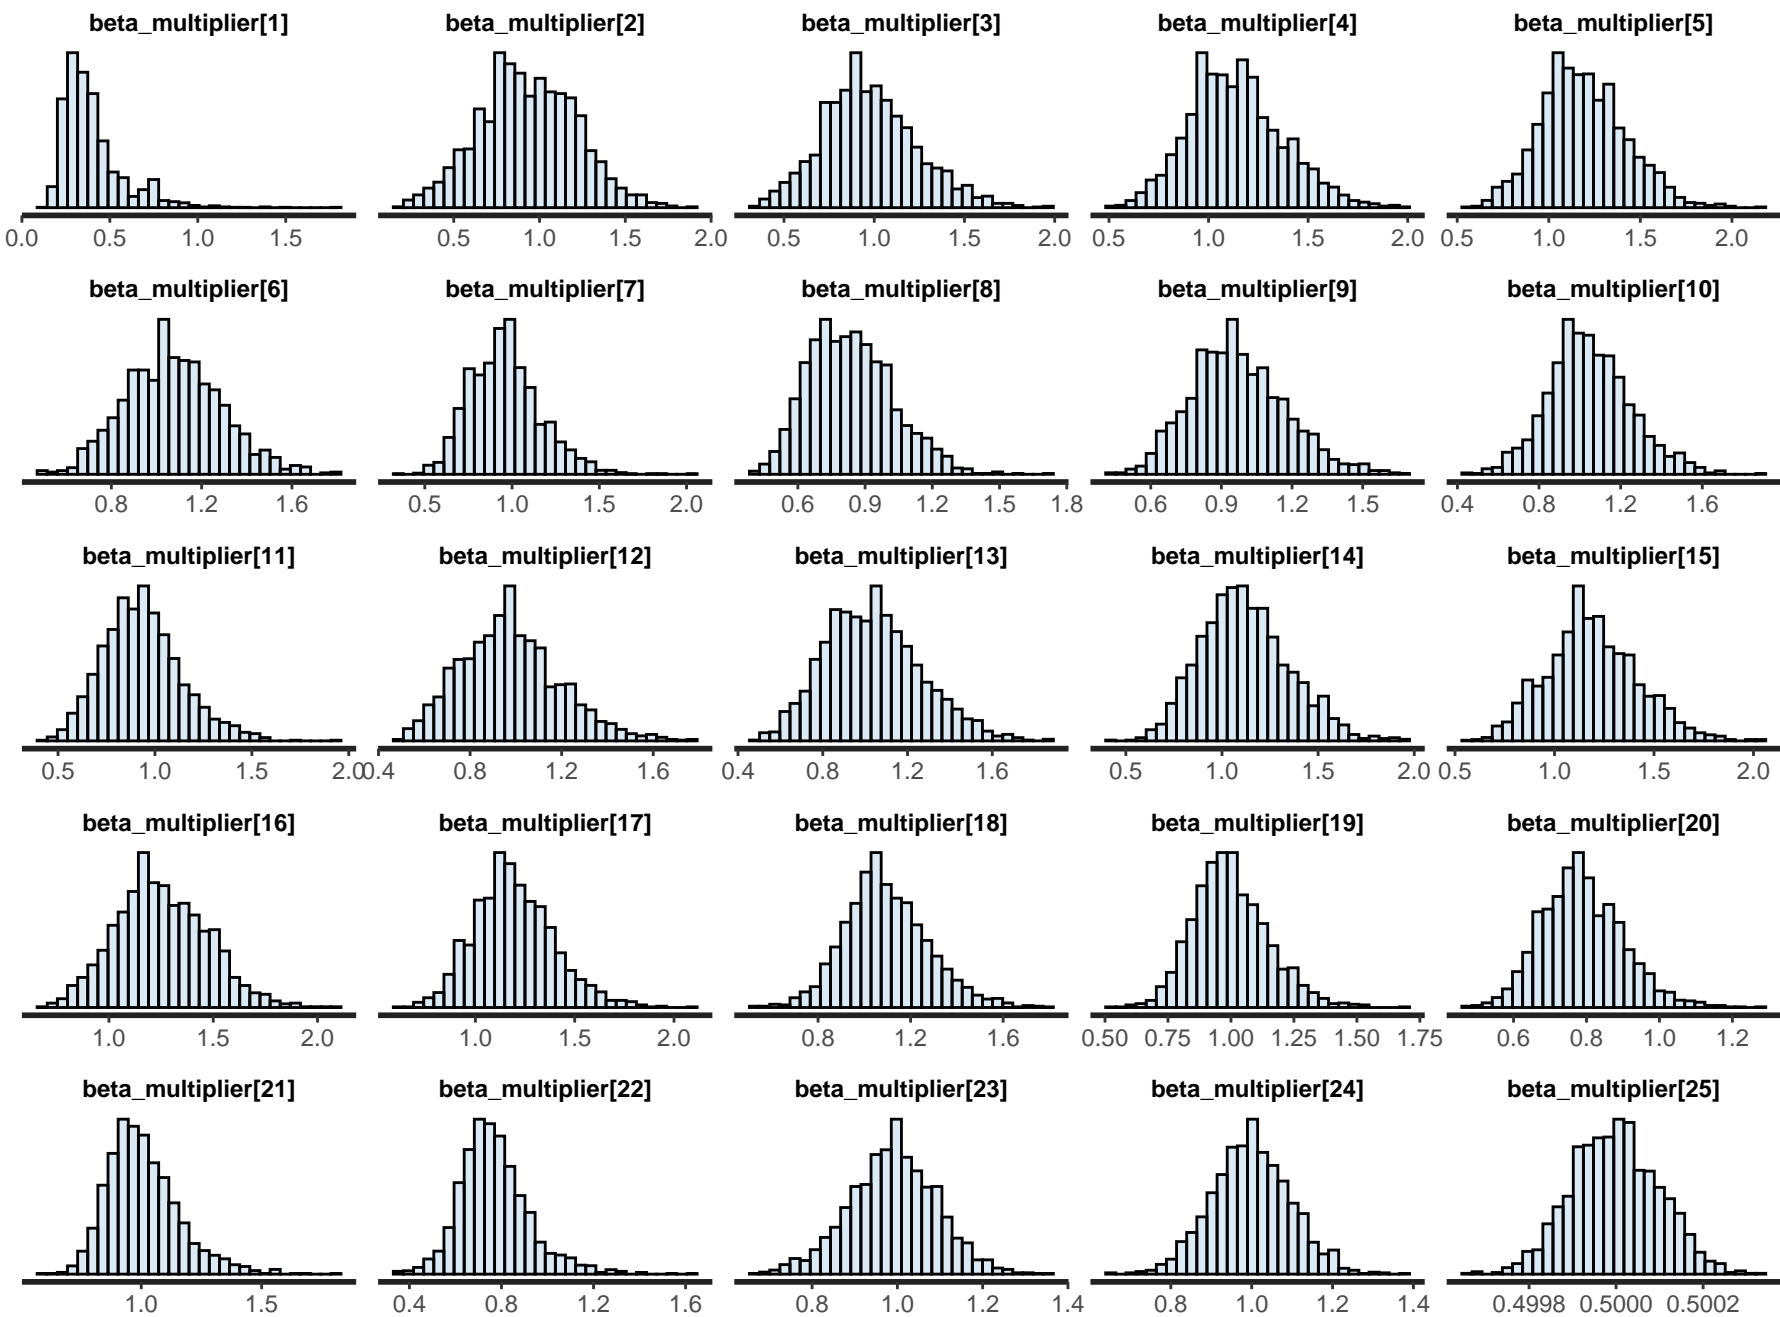 beta_multiplier[1] beta_multiplier[2] beta_multiplier[3] beta_multiplier[4] beta_multiplier[5]
0.0 0.5 1.0 1.5 0.5 1.0 1.5 2.0 0.5 1.0 1.5 2.0 0.5 1.0 1.5 2.0 0.5 1.0 1.5 2.0
beta_multiplier[6] beta_multiplier[7] beta_multiplier[8] beta_multiplier[9] beta_multiplier[10]
0.8 1.2 1.6 0.5 1.0 1.5 2.0 0.6 0.9 1.2 1.5 1.8 0.6 0.9 1.2 1.5 0.4 0.8 1.2 1.6
beta_multiplier[11] beta_multiplier[12] beta_multiplier[13] beta_multiplier[14] beta_multiplier[15]
0.5 1.0 1.5 2.0 0.4 0.8 1.2 1.6 0.4 0.8 1.2 1.6 0.5 1.0 1.5 2.0 0.5 1.0 1.5 2.0
beta_multiplier[16] beta_multiplier[17] beta_multiplier[18] beta_multiplier[19] beta_multiplier[20]
1.0 1.5 2.0 1.0 1.5 2.0 0.8 1.2 1.6 0.50 0.75 1.00 1.25 1.50 1.75 0.6 0.8 1.0 1.2
beta_multiplier[21] beta_multiplier[22] beta_multiplier[23] beta_multiplier[24] beta_multiplier[25]
1.0 1.5 0.4 0.8 1.2 1.6 0.8 1.0 1.2 1.4 0.8 1.0 1.2 1.4 0.4998 0.5000 0.5002